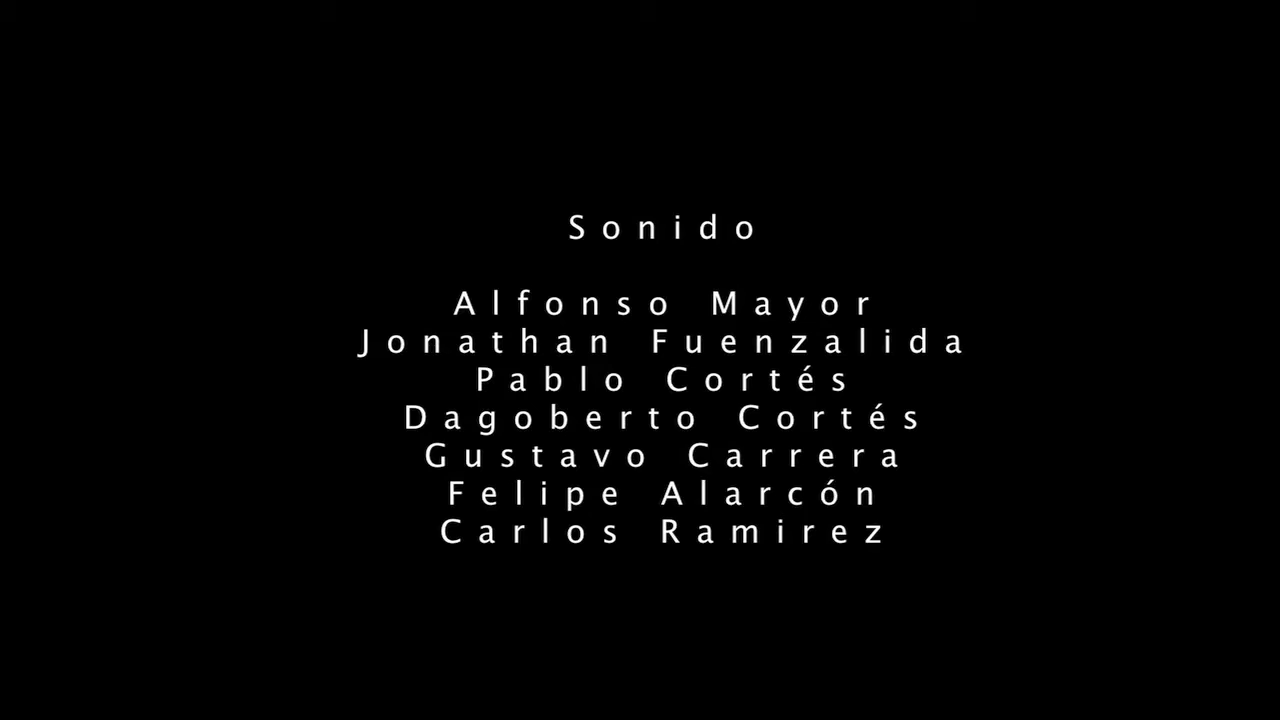 Sonido
Alfonso Mayor
Jonathan Fuenzalida
Pablo Cortés
Dagoberto Cortés
Gustavo Carrera
Felipe Alarcón
Carlos Ramirez